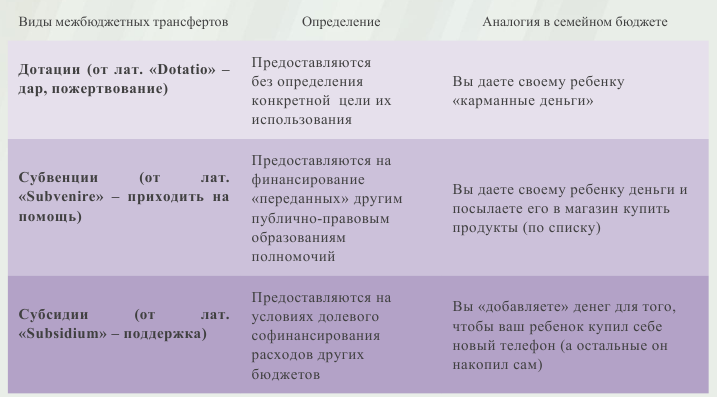 Виды межбюджетных трансфертов
Определение
Аналогия в семейном бюджете
Дотации (от лат. «Dotatio» –
дар, пожертвование)
Предоставляются
без определения
конкретной цели их
использования
Вы даете своему ребенку
«карманные деньги»
Субвенции (от лат.
«Subvenire» – приходить на
помощь)
Предоставляются на
финансирование
«переданных» другим
публично-правовым
образованиям
полномочий
Вы даете своему ребенку деньги и
посылаете его в магазин купить
продукты (по списку)
Субсидии (от лат.
«Subsidium» – поддержка)
Предоставляются на
условиях долевого
софинансирования
расходов других
бюджетов
Вы «добавляете» денег для того,
чтобы ваш ребенок купил себе
новый телефон (а остальные он
накопил сам)